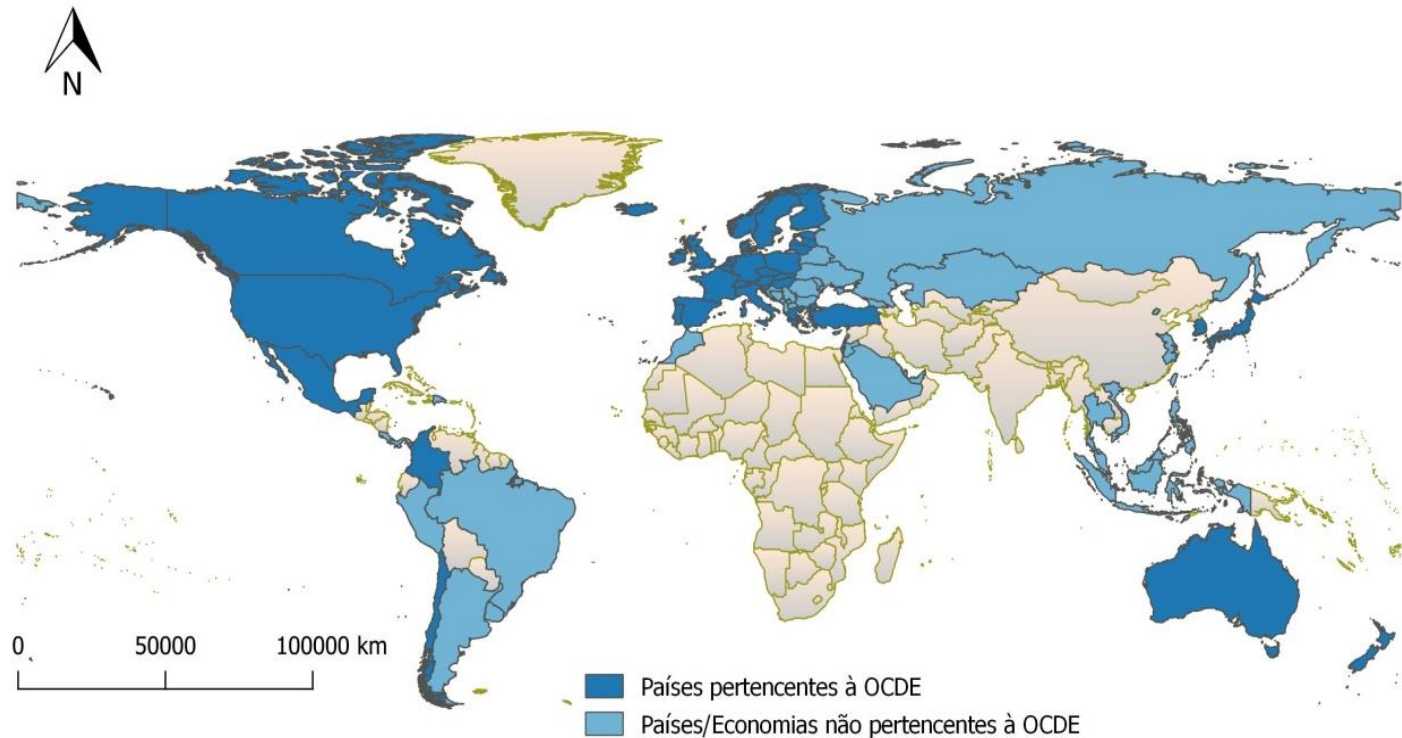 N
0 50000 100000 km
Países pertencentes à OCDE
Países/Economias não pertencentes à OCDE